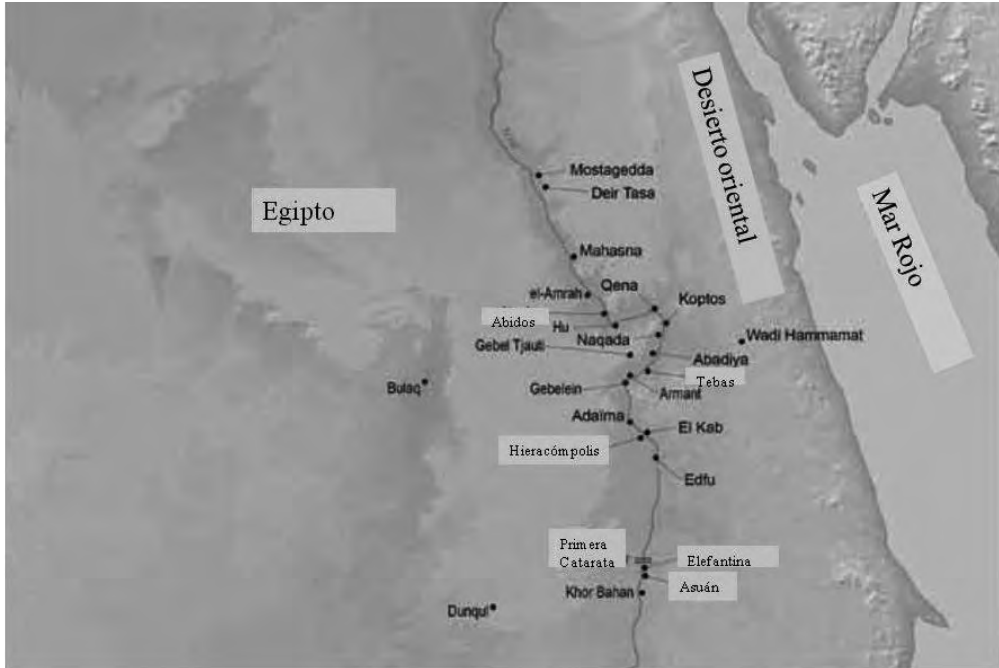 Mostagedda
Deir Tasa
Desierto oriental
Egipto
Mar Rojo
Mahasna
Qena
el-Amrah
Koptos
Abidos
Hu
Naqada
Wadi Hammamat
Gebel Tjauti
Abadiya
Tebas
Bulaq
Gebelein
Armant
Adaïma
El Kab
Hieracómpolis
Edfu
Primera
Catarata
Elefantina
Asuán
Khor Bahan
Dunqul